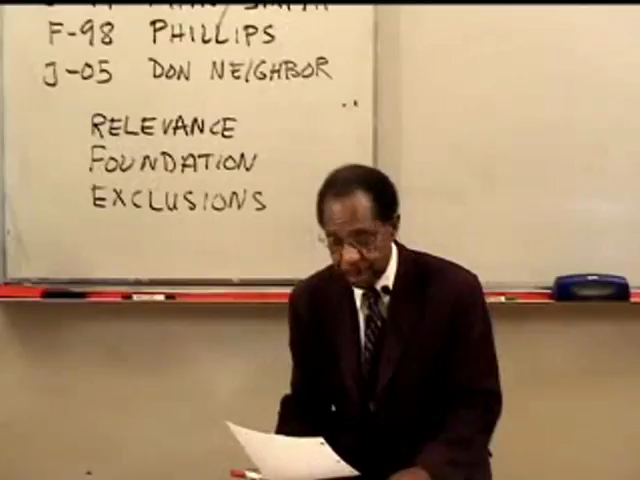 F-98 PHILLIPS
J-05 DON NEIGHBOR
RELEVANCE
FOUNDATION
EXCLUSIONS